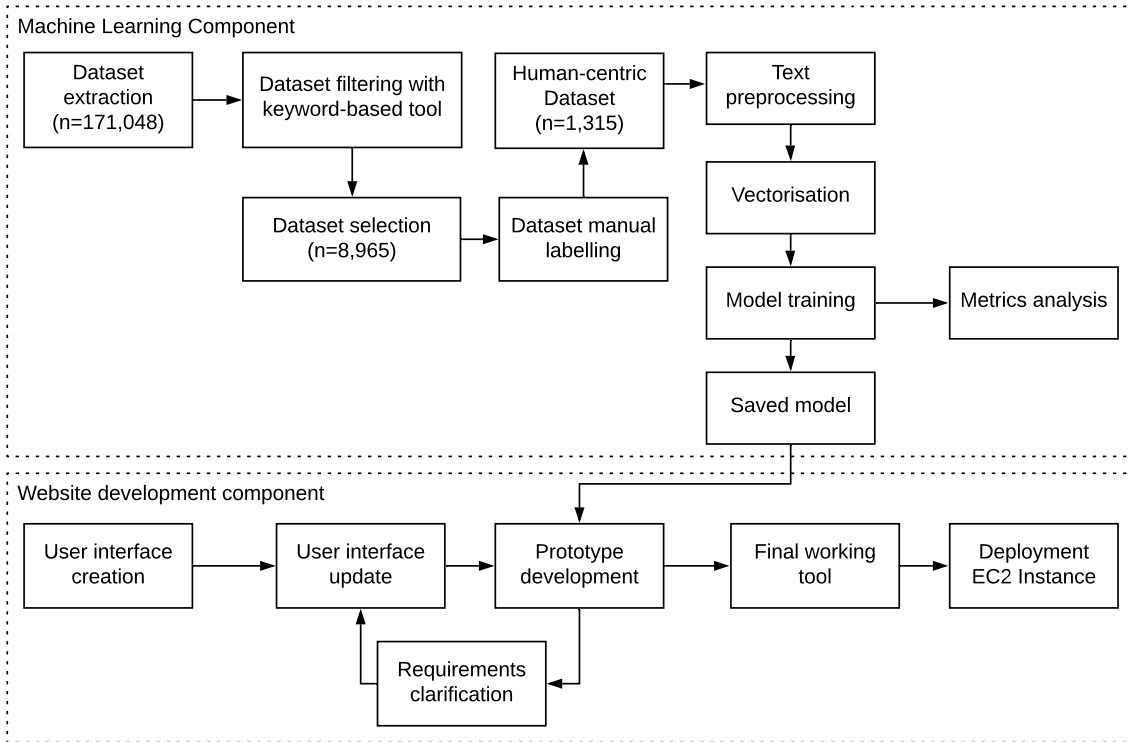 Machine Learning Component
Dataset
extraction
(n=171,048)
Dataset filtering with
keyword-based tool
Human-centric
Dataset
(n=1,315)
Text
preprocessing
Dataset selection
(n=8,965)
Dataset manual
labelling
Vectorisation
Model training
Metrics analysis
Saved model
Website development component
User interface
creation
User interface
update
Prototype
development
Final working
tool
Deployment
EC2 Instance
Requirements
clarification